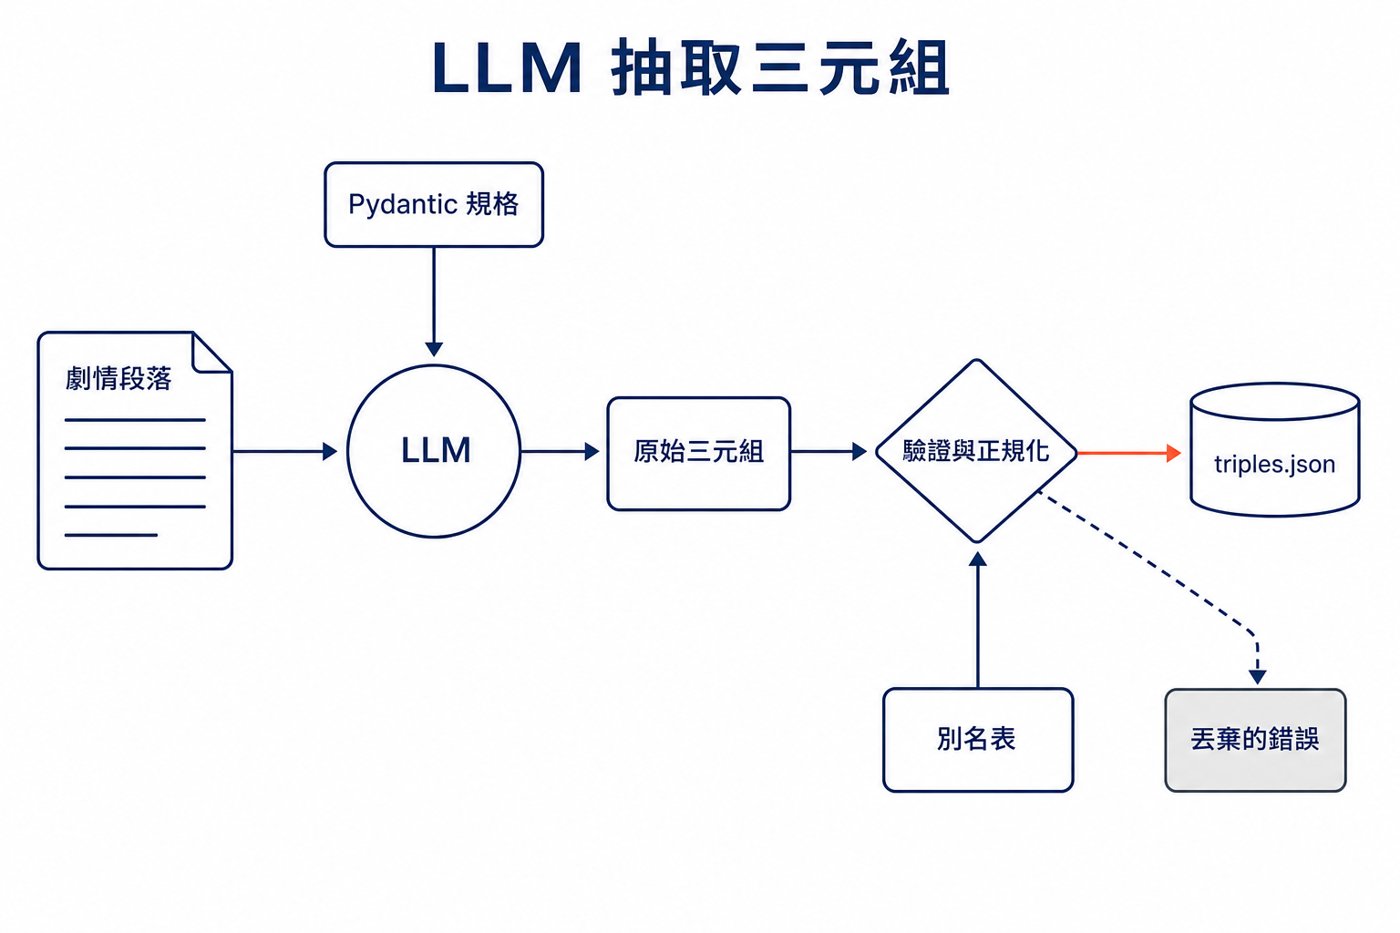 LLM 抽取三元組
Pydantic 規格
劇情段落
LLM
原始三元組
驗證與正規化
triples.json
別名表
丟棄的錯誤